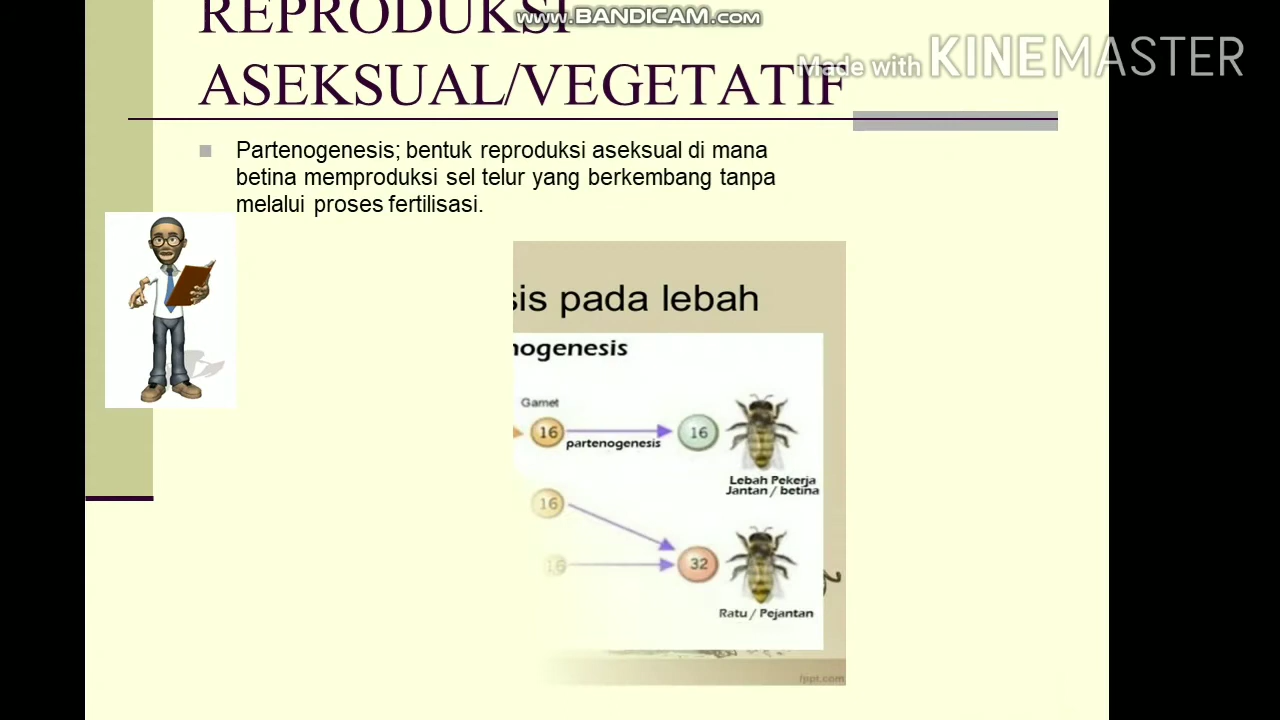 www.BANDICAM.com
Made with KINEMASTER
REPRODUKSI
ASEKSUAL/VEGETATIF
Partenogenesis; bentuk reproduksi aseksual di mana
betina memproduksi sel telur yang berkembang tanpa
melalui proses fertilisasi.
sis pada lebah
nogenesis
Gamet
16
partenogenesis
16
Lebah Pekerja
Jantan / betina
16
16
32
Ratu / Pejantan
/ppt.com